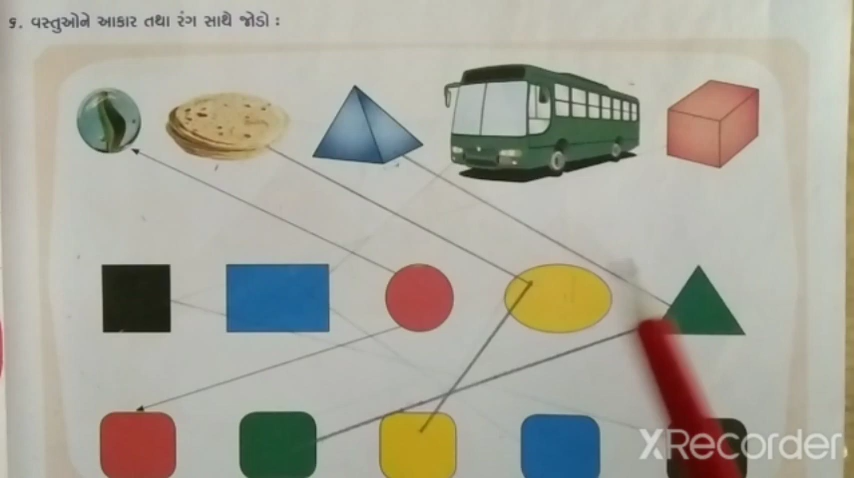 ૬. વસ્તુઓને આકાર તથા રંગ સાથે જોડો :
XRecorder